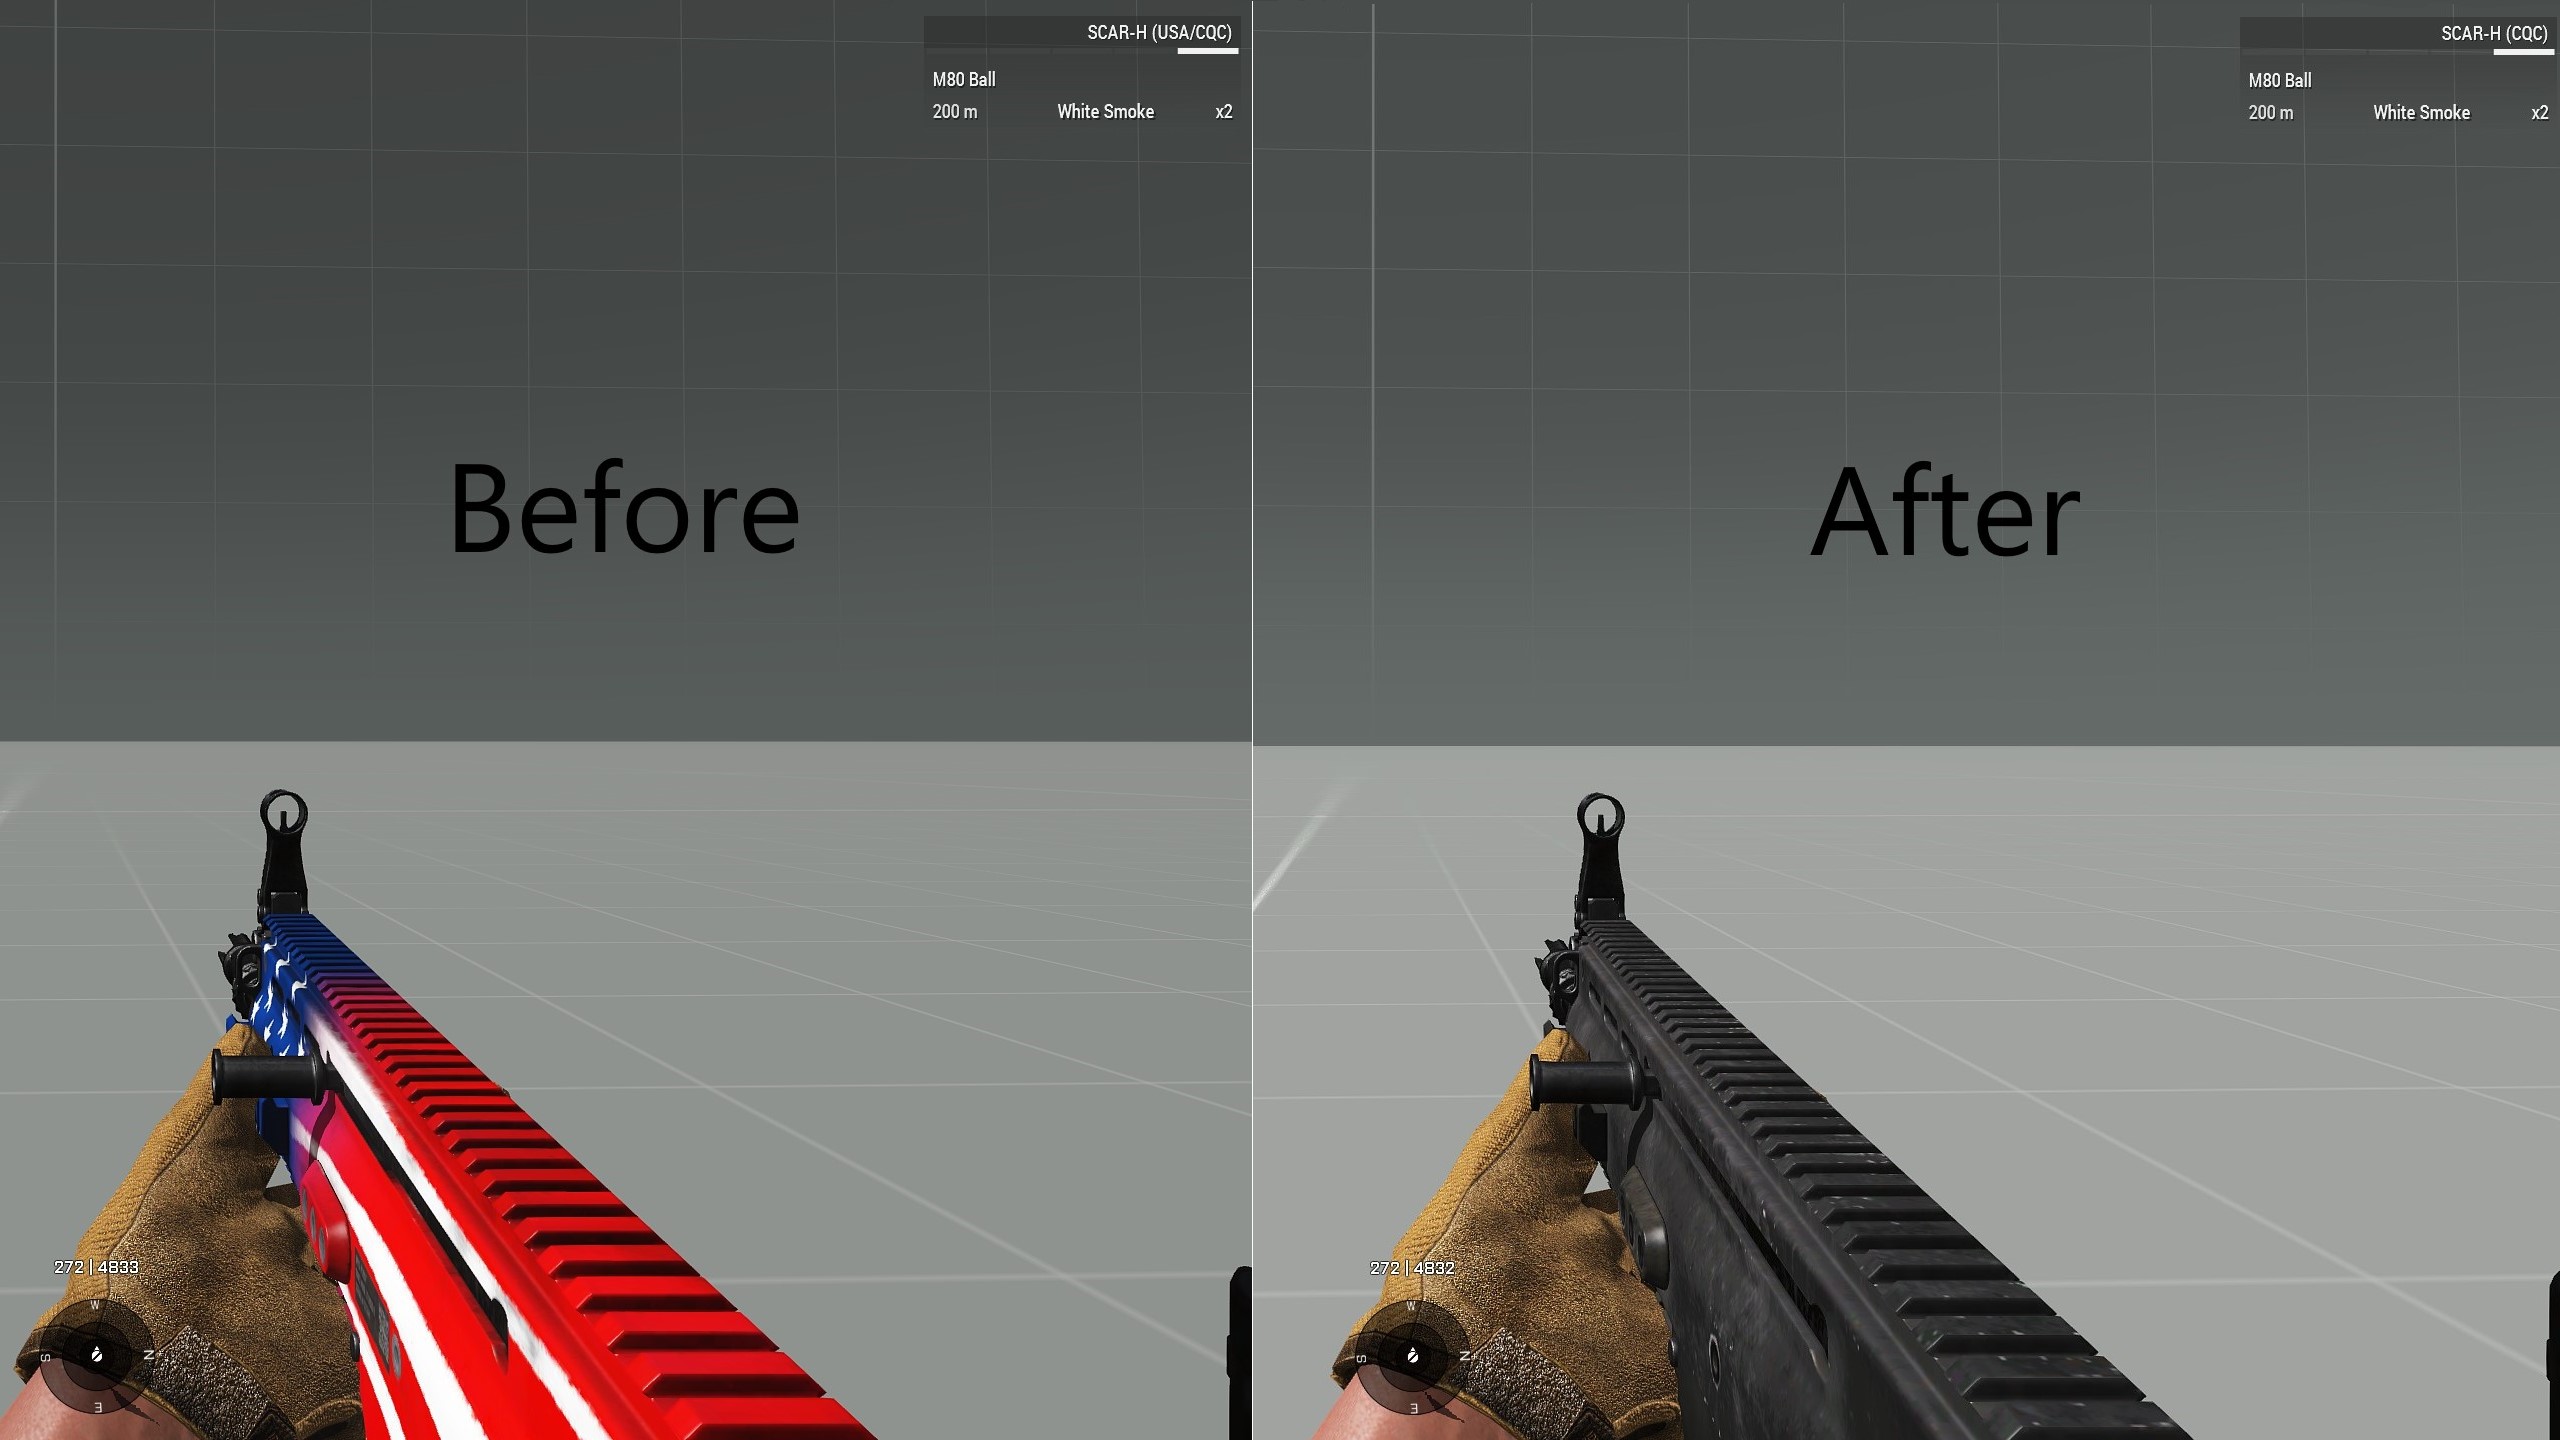 SCAR-H (USA/CQC)
M80 Ball
200 m White Smoke x2
Before
272 | 4833
W
S N
E
SCAR-H (CQC)
M80 Ball
200 m White Smoke x2
After
272 | 4832
W
S N
E